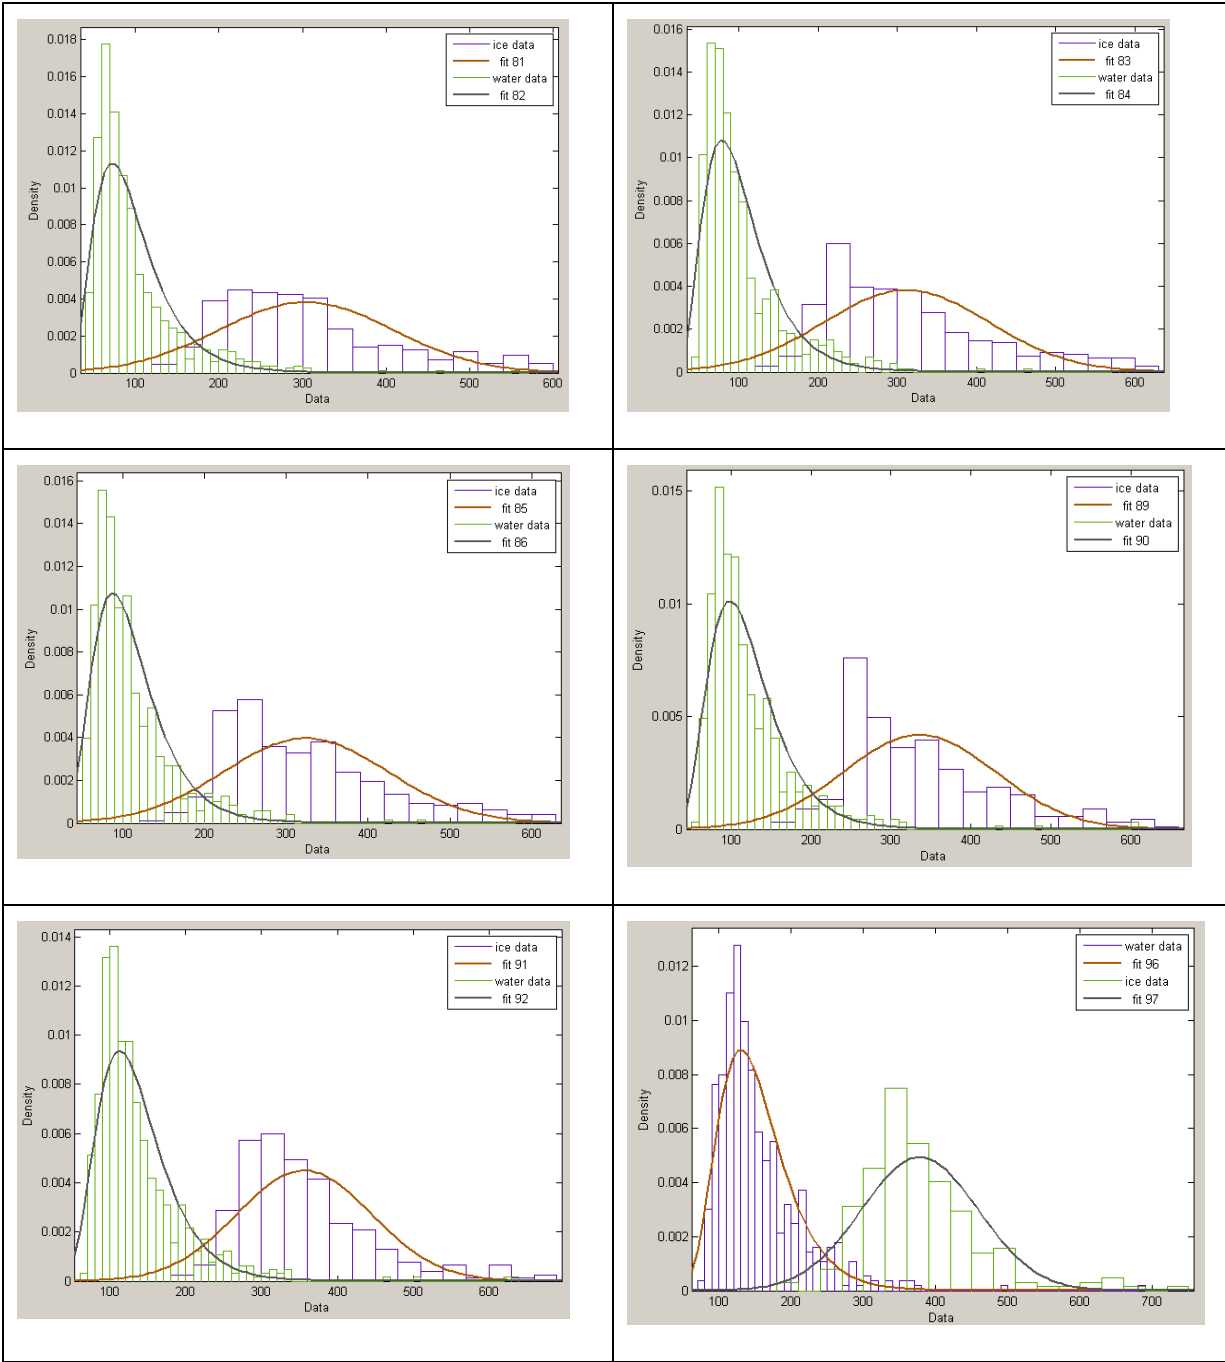 0.018
0.016
0.014
0.012
0.01
0.008
0.006
0.004
0.002
0
Density
100
200
300
400
500
600
Data
ice data
fit 81
water data
fit 82
0.016
0.014
0.012
0.01
0.008
0.006
0.004
0.002
0
Density
100
200
300
400
500
600
Data
ice data
fit 83
water data
fit 84
0.016
0.014
0.012
0.01
0.008
0.006
0.004
0.002
0
Density
100
200
300
400
500
600
Data
ice data
fit 85
water data
fit 86
0.015
0.01
0.005
0
Density
100
200
300
400
500
600
Data
ice data
fit 89
water data
fit 90
0.014
0.012
0.01
0.008
0.006
0.004
0.002
0
Density
100
200
300
400
500
600
Data
ice data
fit 91
water data
fit 92
0.012
0.01
0.008
0.006
0.004
0.002
0
Density
100
200
300
400
500
600
700
Data
water data
fit 96
ice data
fit 97